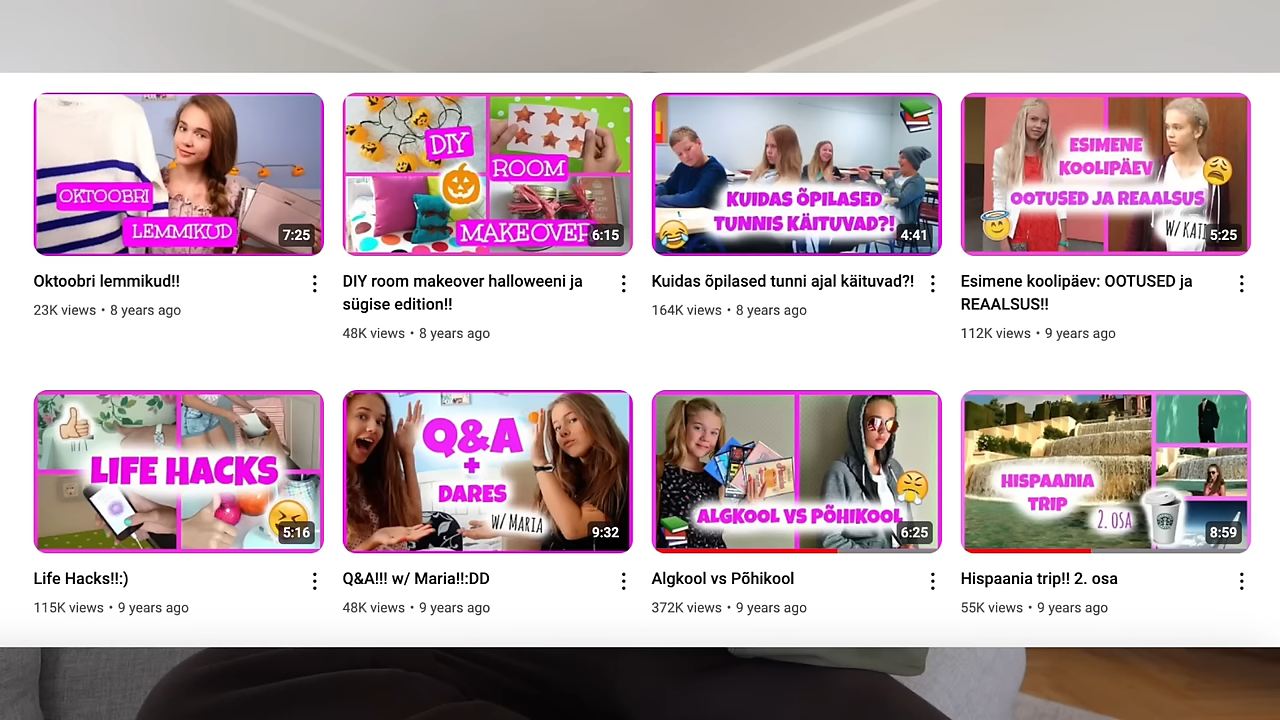 OKTOOBRI
LEMMIKUD
7:25
DIY
ROOM
MAKEOVER
6:15
KUIDAS ÕPILASED
TUNNIS KÄITUVAD?!
4:41
ESIMENE
KOOLIPÄEV
OOTUSED JA REAALSUS
W/ KATI
5:25
Oktoobri lemmikud!!
23K views • 8 years ago
DIY room makeover halloweeni ja
sügise edition!!
48K views • 8 years ago
Kuidas õpilased tunni ajal käituvad?!
164K views • 8 years ago
Esimene koolipäev: OOTUSED ja
REAALSUS!!
112K views • 9 years ago
LIFE HACKS
5:16
Q&A
+
DARES
W/ MARIA
9:32
ALGKOOL VS PÕHIKOOL
6:25
HISPAANIA
TRIP
2. OSA
8:59
Life Hacks!!:)
115K views • 9 years ago
Q&A!!! w/ Maria!!:DD
48K views • 9 years ago
Algkool vs Põhikool
372K views • 9 years ago
Hispaania trip!! 2. osa
55K views • 9 years ago